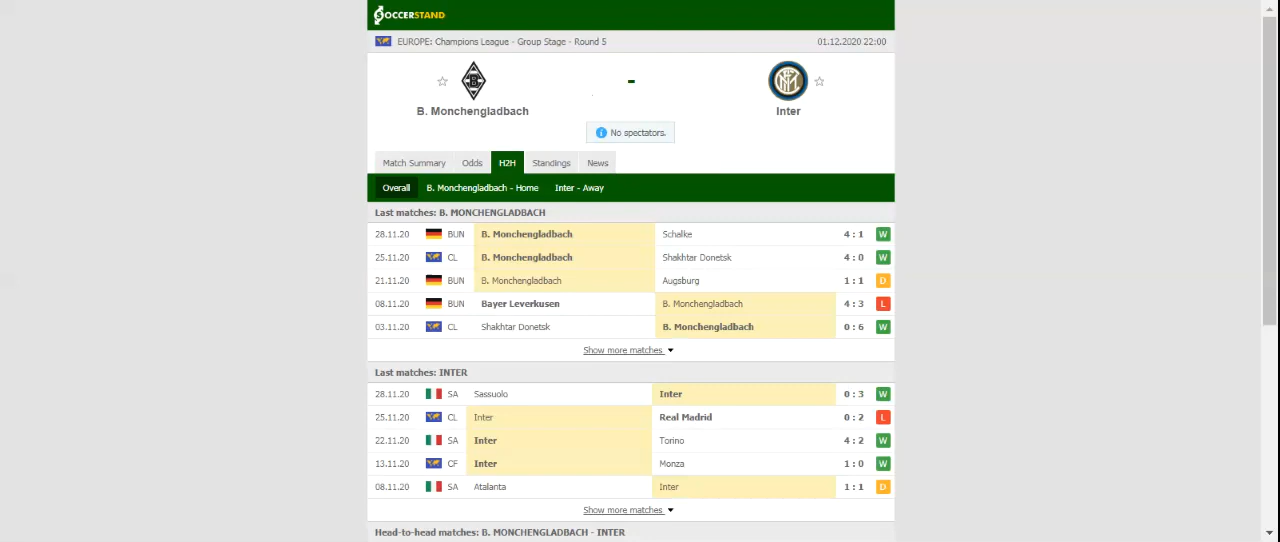 SOCCERSTAND
EUROPE: Champions League - Group Stage - Round 5 01.12.2020 22:00
B. Monchengladbach - Inter
No spectators.
Match Summary Odds H2H Standings News
Overall B. Monchengladbach - Home Inter - Away
Last matches: B. MONCHENGLADBACH
28.11.20 BUN B. Monchengladbach Schalke 4 : 1 W
25.11.20 CL B. Monchengladbach Shakhtar Donetsk 4 : 0 W
21.11.20 BUN B. Monchengladbach Augsburg 1 : 1 D
08.11.20 BUN Bayer Leverkusen B. Monchengladbach 4 : 3 L
03.11.20 CL Shakhtar Donetsk B. Monchengladbach 0 : 6 W
Show more matches
Last matches: INTER
28.11.20 SA Sassuolo Inter 0 : 3 W
25.11.20 CL Inter Real Madrid 0 : 2 L
22.11.20 SA Inter Torino 4 : 2 W
13.11.20 CF Inter Monza 1 : 0 W
08.11.20 SA Atalanta Inter 1 : 1 D
Show more matches
Head-to-head matches: B. MONCHENGLADBACH - INTER